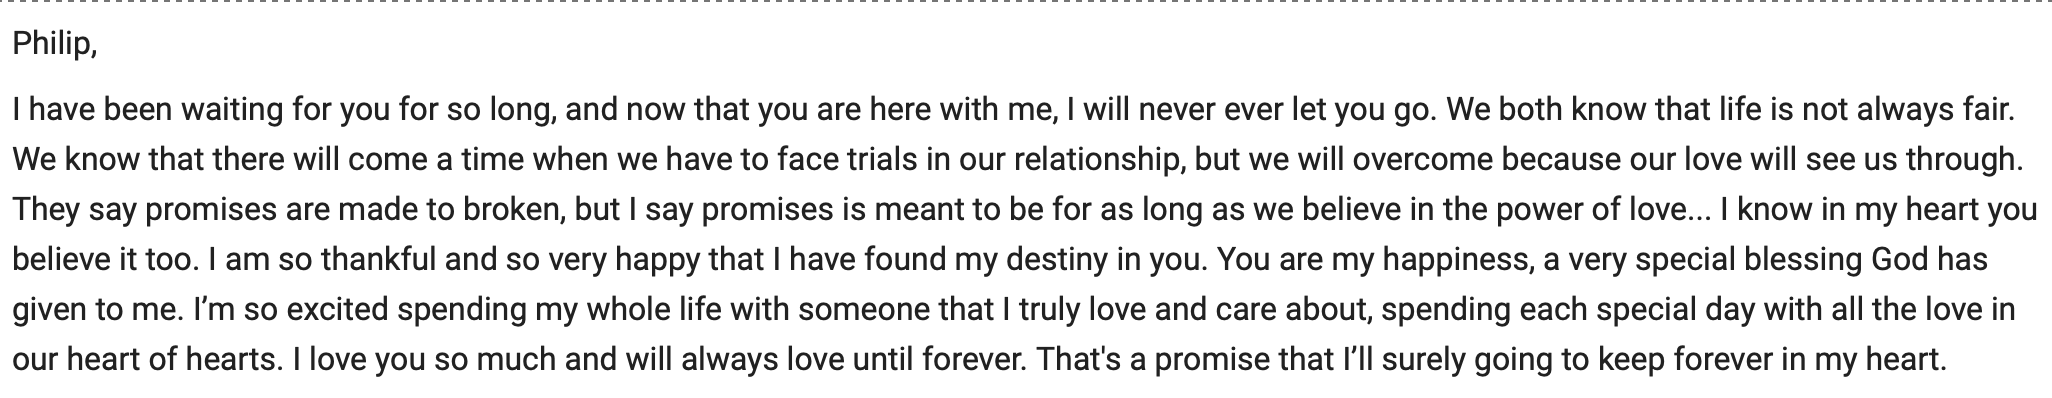 Philip,
I have been waiting for you for so long, and now that you are here with me, I will never ever let you go. We both know that life is not always fair.
We know that there will come a time when we have to face trials in our relationship, but we will overcome because our love will see us through.
They say promises are made to broken, but I say promises is meant to be for as long as we believe in the power of love... I know in my heart you
believe it too. I am so thankful and so very happy that I have found my destiny in you. You are my happiness, a very special blessing God has
given to me. I’m so excited spending my whole life with someone that I truly love and care about, spending each special day with all the love in
our heart of hearts. I love you so much and will always love until forever. That's a promise that I’ll surely going to keep forever in my heart.